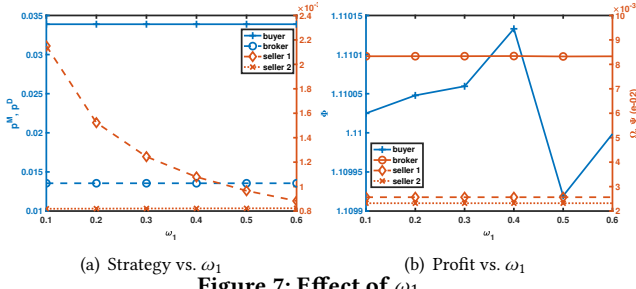 2.4
×10⁻³
0.035
0.03
0.025
0.02
0.015
0.01
p^M, p^D
2.2
2
1.8
1.6
1.4
1.2
1
0.8
buyer
broker
seller 1
seller 2
0.1 0.2 0.3 0.4 0.5 0.6
ω₁
(a) Strategy vs. ω₁
×10⁻³
1.11015
1.1101
1.11005
1.11
1.10995
1.1099
Φ
10
9
8
7
6
5
4
3
2
buyer
broker
seller 1
seller 2
0.1 0.2 0.3 0.4 0.5 0.6
ω₁
(b) Profit vs. ω₁
Figure 7: Effect of ω₁